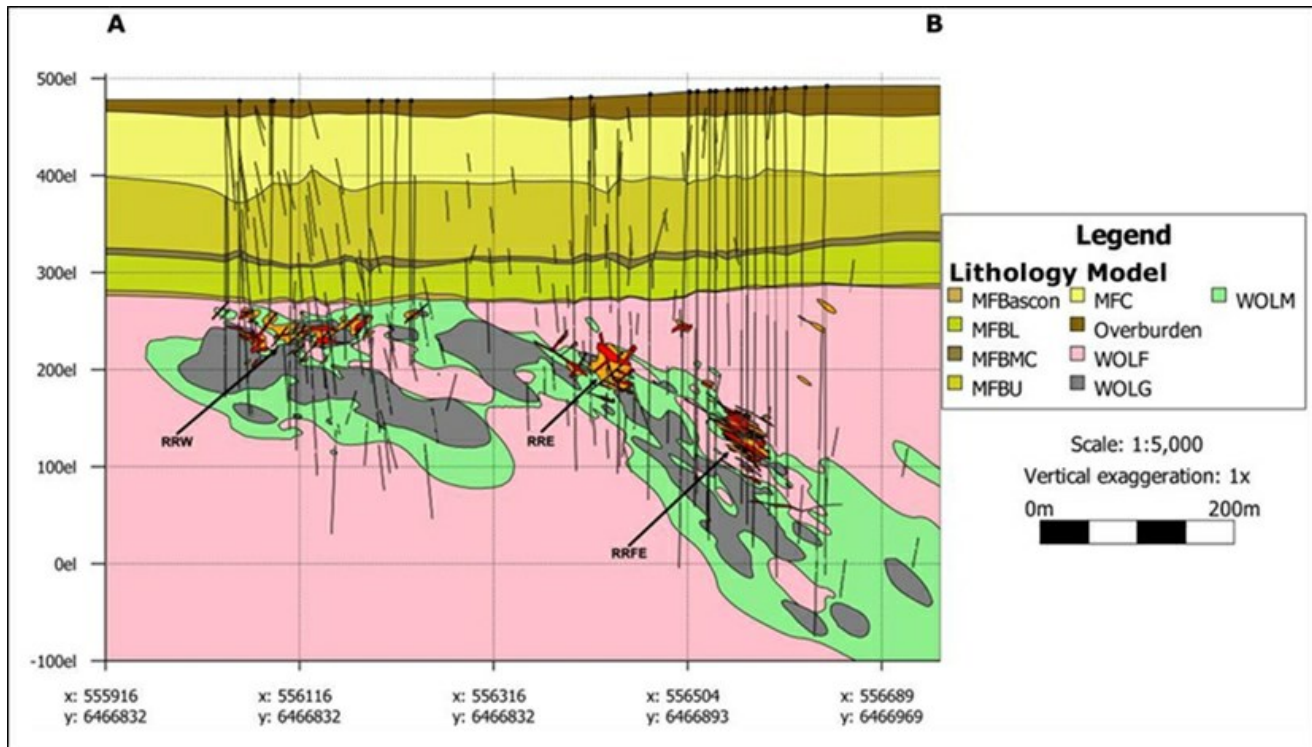 A B
500el
400el
300el
200el
100el
0el
-100el
RRW
RRE
RRFE
x: 555916 x: 556116 x: 556316 x: 556504 x: 556689
y: 6466832 y: 6466832 y: 6466832 y: 6466893 y: 6466969
Legend
Lithology Model
MFBascon MFC WOLM
MFBL Overburden
MFBMC WOLF
MFBU WOLG
Scale: 1:5,000
Vertical exaggeration: 1x
0m 200m